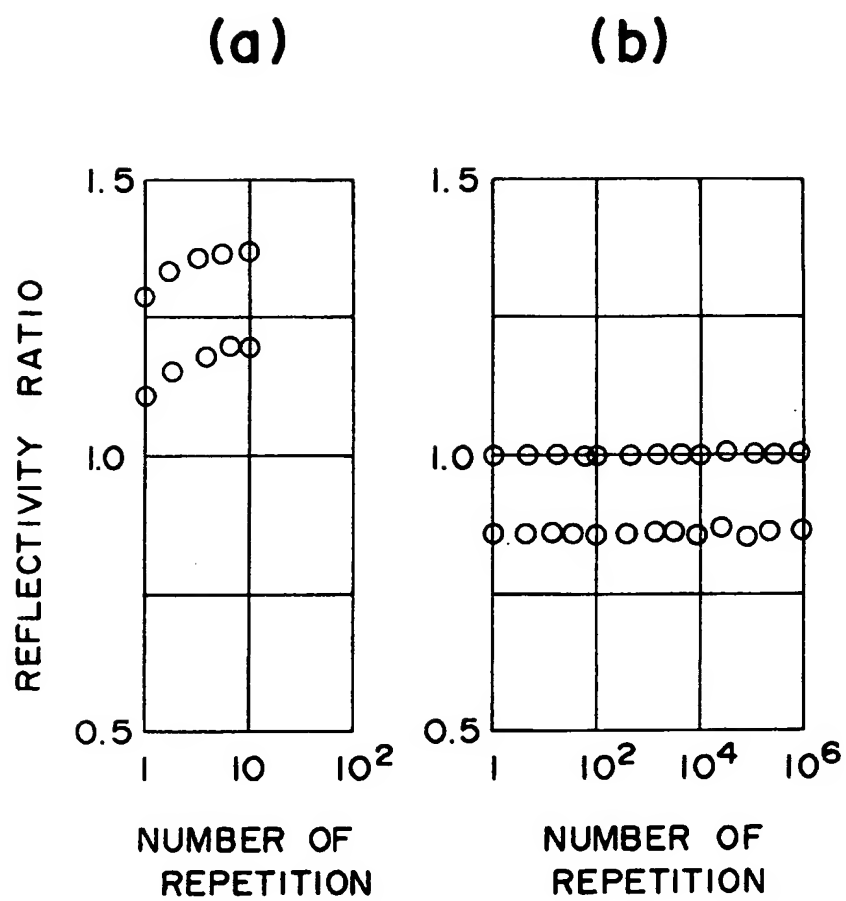 (a)
(b)
REFLECTIVITY RATIO
1.5
1.0
0.5
1 10 10²
NUMBER OF
REPETITION
1.5
1.0
0.5
1 10² 10⁴ 10⁶
NUMBER OF
REPETITION